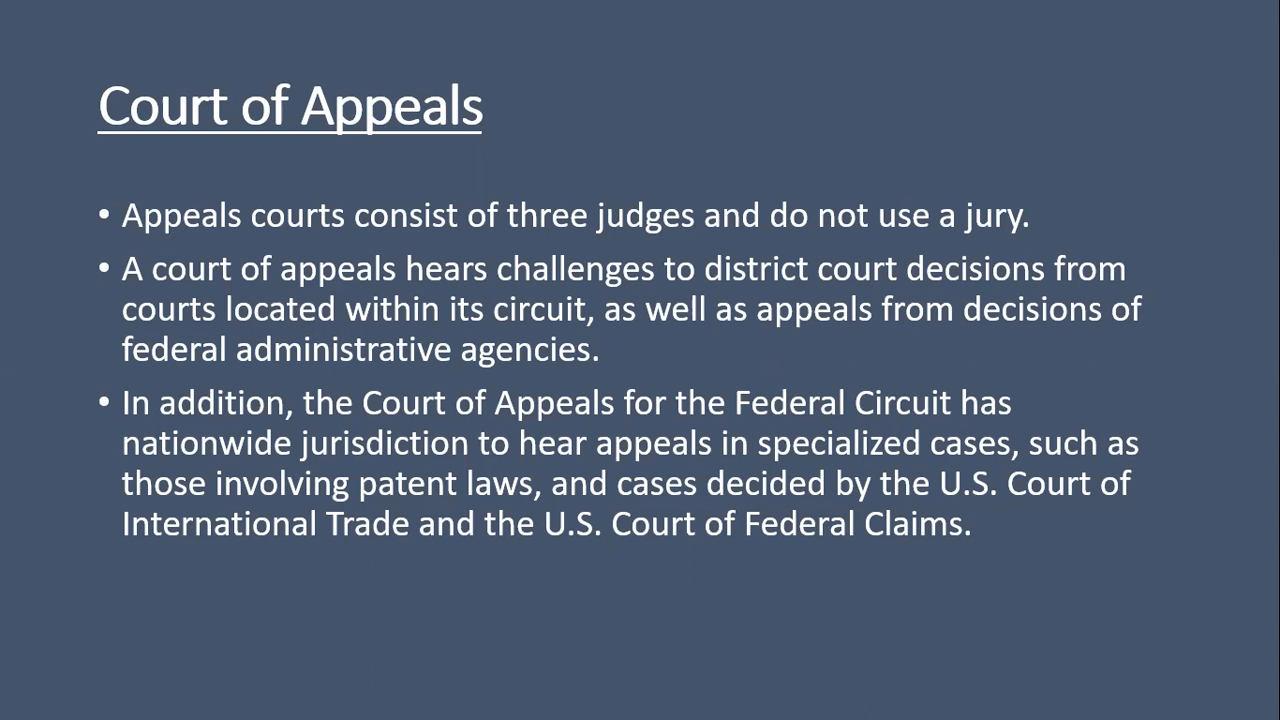 Court of Appeals
• Appeals courts consist of three judges and do not use a jury.
• A court of appeals hears challenges to district court decisions from
courts located within its circuit, as well as appeals from decisions of
federal administrative agencies.
• In addition, the Court of Appeals for the Federal Circuit has
nationwide jurisdiction to hear appeals in specialized cases, such as
those involving patent laws, and cases decided by the U.S. Court of
International Trade and the U.S. Court of Federal Claims.